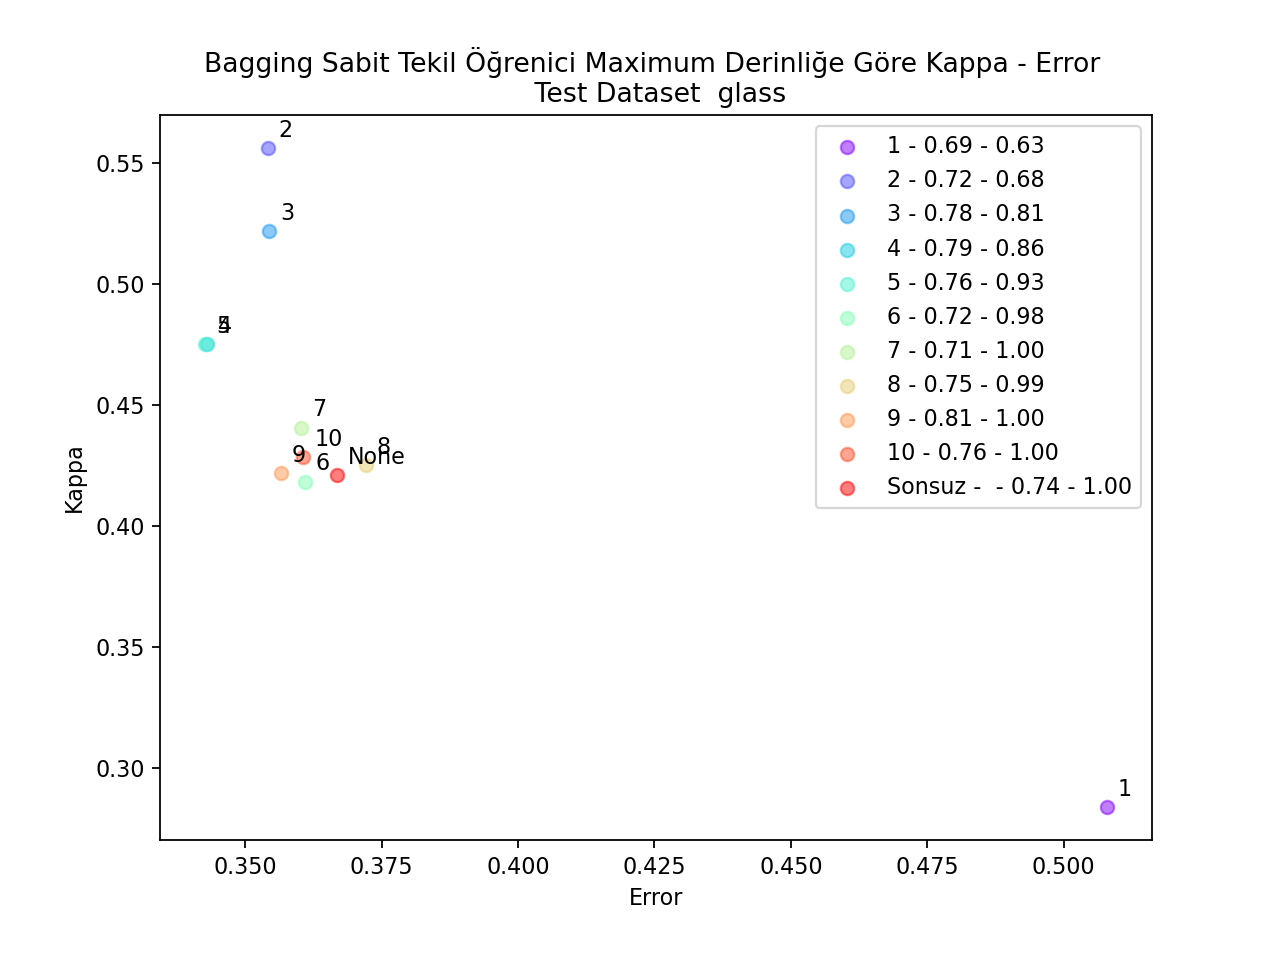 Bagging Sabit Tekil Öğrenici Maximum Derinliğe Göre Kappa - Error
Test Dataset  glass
Kappa
0.55
0.50
0.45
0.40
0.35
0.30
2
3
5
4
7
10
9
6
8
None
1
1 - 0.69 - 0.63
2 - 0.72 - 0.68
3 - 0.78 - 0.81
4 - 0.79 - 0.86
5 - 0.76 - 0.93
6 - 0.72 - 0.98
7 - 0.71 - 1.00
8 - 0.75 - 0.99
9 - 0.81 - 1.00
10 - 0.76 - 1.00
Sonsuz -  - 0.74 - 1.00
0.350 0.375 0.400 0.425 0.450 0.475 0.500
Error